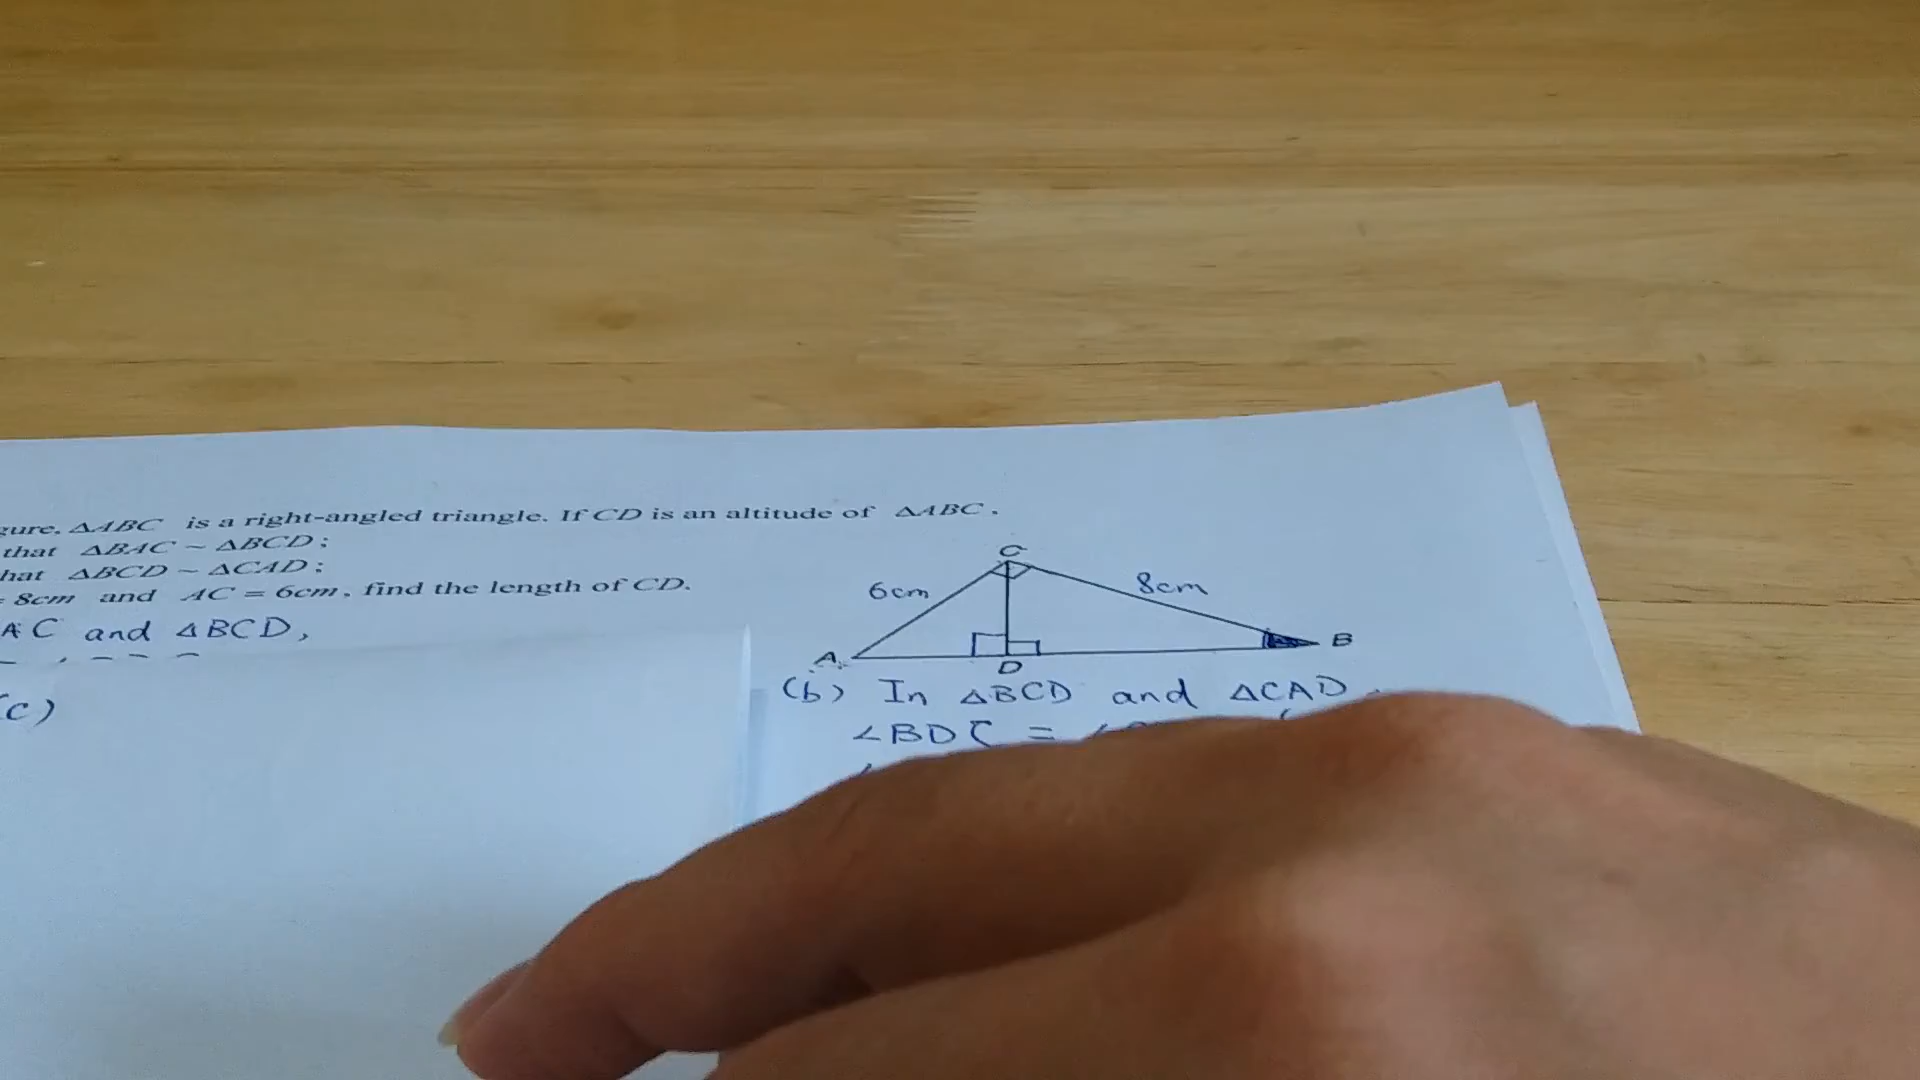 gure, ΔABC is a right-angled triangle. If CD is an altitude of ΔABC.
that ΔBAC ~ ΔBCD;
hat ΔBCD ~ ΔCAD;
= 8cm and AC = 6cm, find the length of CD.
AC and ΔBCD,
(c)
C
6cm
8cm
A
D
B
(b) In ΔBCD and ΔCAD
∠BDC =